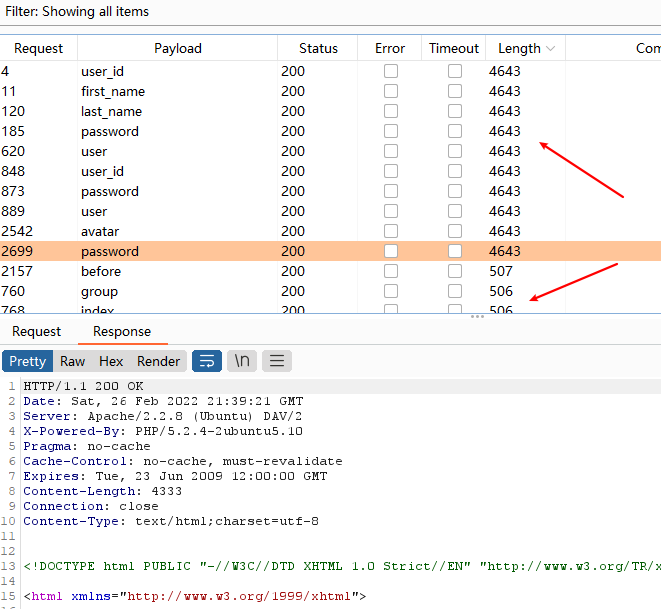 Filter: Showing all items
Request Payload Status Error Timeout Length Com
4 user_id 200 4643
11 first_name 200 4643
120 last_name 200 4643
185 password 200 4643
620 user 200 4643
848 user_id 200 4643
873 password 200 4643
889 user 200 4643
2542 avatar 200 4643
2699 password 200 4643
2157 before 200 507
760 group 200 506
768 index 200 506
Request Response
Pretty Raw Hex Render \n
1 HTTP/1.1 200 OK
2 Date: Sat, 26 Feb 2022 21:39:21 GMT
3 Server: Apache/2.2.8 (Ubuntu) DAV/2
4 X-Powered-By: PHP/5.2.4-2ubuntu5.10
5 Pragma: no-cache
6 Cache-Control: no-cache, must-revalidate
7 Expires: Tue, 23 Jun 2009 12:00:00 GMT
8 Content-Length: 4333
9 Connection: close
10 Content-Type: text/html;charset=utf-8
11
12
13 <!DOCTYPE html PUBLIC "-//W3C//DTD XHTML 1.0 Strict//EN" "http://www.w3.org/TR/x
14
15 <html xmlns="http://www.w3.org/1999/xhtml">